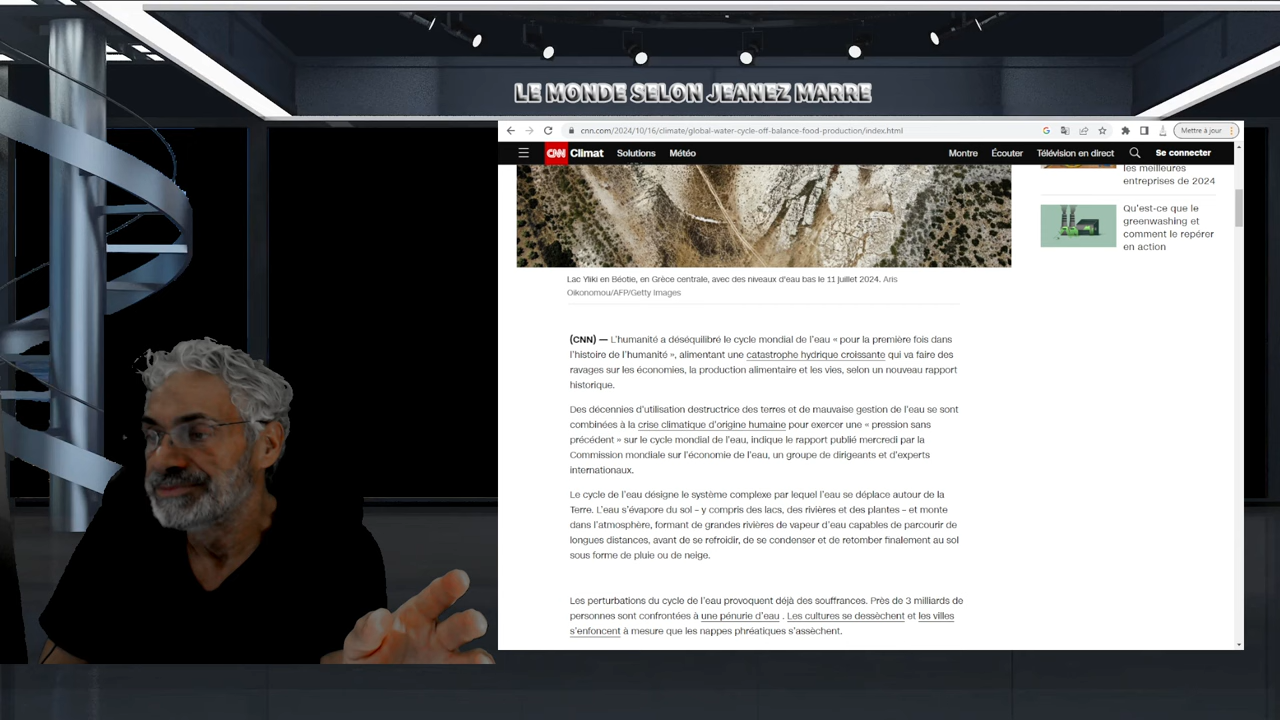 LE MONDE SELON JEANEZ MARRE
cnn.com/2024/10/16/climate/global-water-cycle-off-balance-food-production/index.html
Mettre à jour
CNN Climat Solutions Météo
Montre Écouter Télévision en direct Se connecter
les meilleures
entreprises de 2024
Qu'est-ce que le
greenwashing et
comment le repérer
en action
Lac Yliki en Béotie, en Grèce centrale, avec des niveaux d'eau bas le 11 juillet 2024. Aris
Oikonomou/AFP/Getty Images
(CNN) — L'humanité a déséquilibré le cycle mondial de l'eau « pour la première fois dans
l'histoire de l'humanité », alimentant une catastrophe hydrique croissante qui va faire des
ravages sur les économies, la production alimentaire et les vies, selon un nouveau rapport
historique.
Des décennies d'utilisation destructrice des terres et de mauvaise gestion de l'eau se sont
combinées à la crise climatique d'origine humaine pour exercer une « pression sans
précédent » sur le cycle mondial de l'eau, indique le rapport publié mercredi par la
Commission mondiale sur l'économie de l'eau, un groupe de dirigeants et d'experts
internationaux.
Le cycle de l'eau désigne le système complexe par lequel l'eau se déplace autour de la
Terre. L'eau s'évapore du sol – y compris des lacs, des rivières et des plantes – et monte
dans l'atmosphère, formant de grandes rivières de vapeur d'eau capables de parcourir de
longues distances, avant de se refroidir, de se condenser et de retomber finalement au sol
sous forme de pluie ou de neige.
Les perturbations du cycle de l'eau provoquent déjà des souffrances. Près de 3 milliards de
personnes sont confrontées à une pénurie d'eau . Les cultures se dessèchent et les villes
s'enfoncent à mesure que les nappes phréatiques s'assèchent.